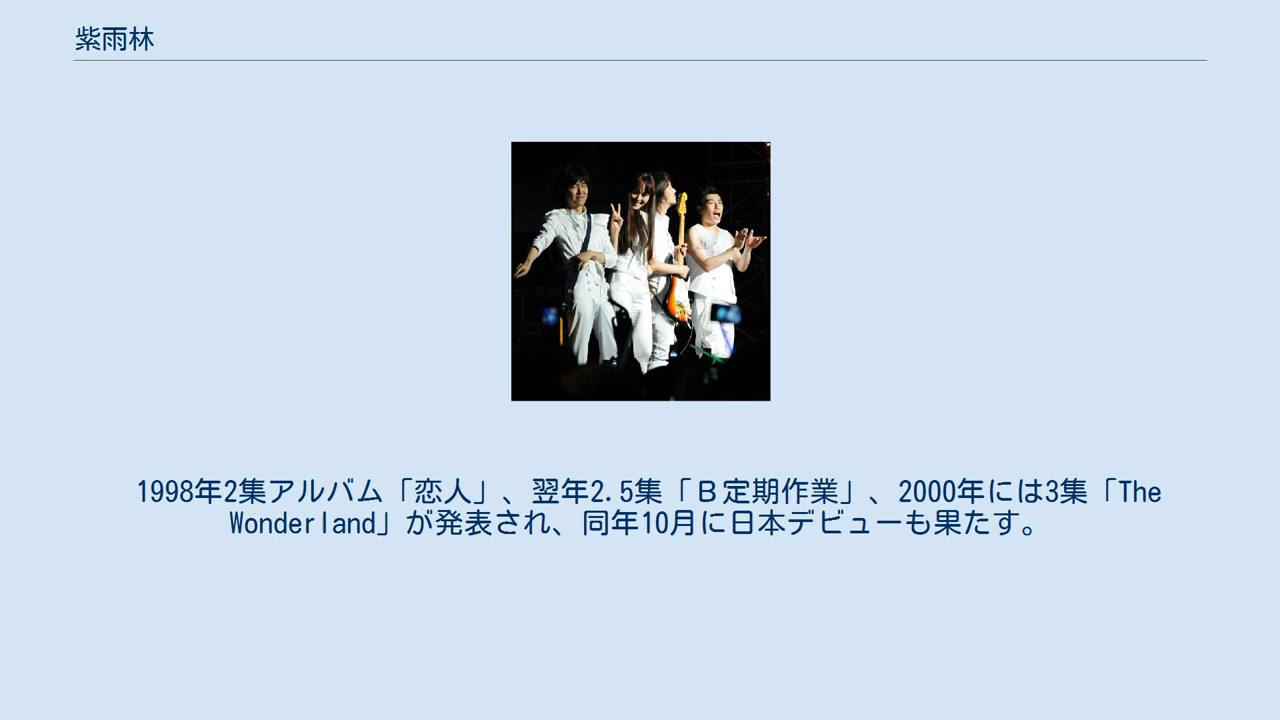 紫雨林
1998年2集アルバム「恋人」、翌年2.5集「Ｂ定期作業」、2000年には3集「The
Wonderland」が発表され、同年10月に日本デビューも果たす。